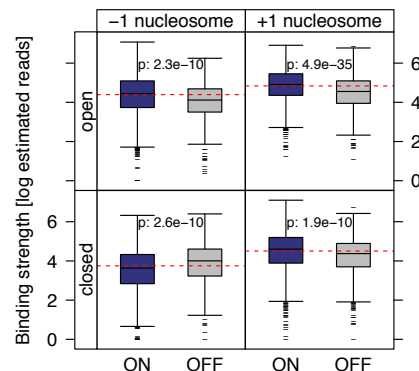 −1 nucleosome
+1 nucleosome
Binding strength [log estimated reads]
open
p: 2.3e−10
p: 4.9e−35
6
4
2
0
closed
6
4
2
0
p: 2.6e−10
p: 1.9e−10
ON
OFF
ON
OFF